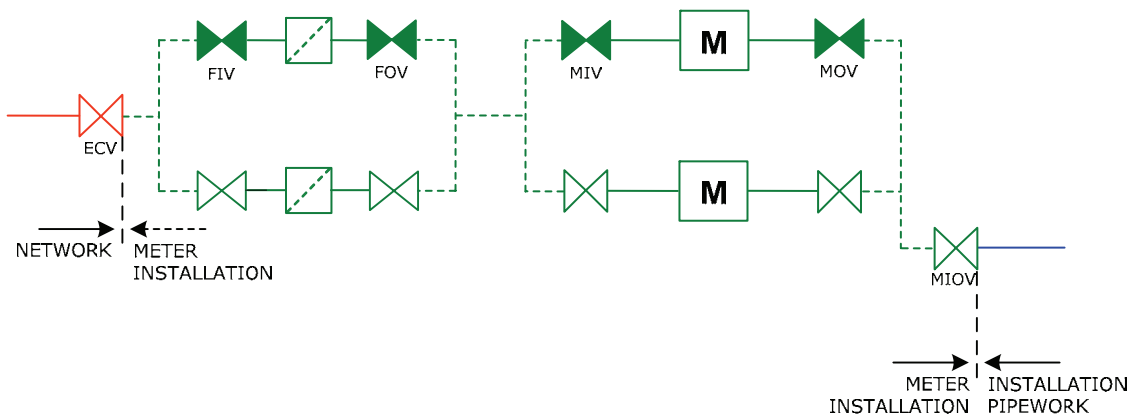 FIV
FOV
MIV
M
MOV
ECV
M
NETWORK
METER
INSTALLATION
MIOV
METER
INSTALLATION
INSTALLATION
PIPEWORK